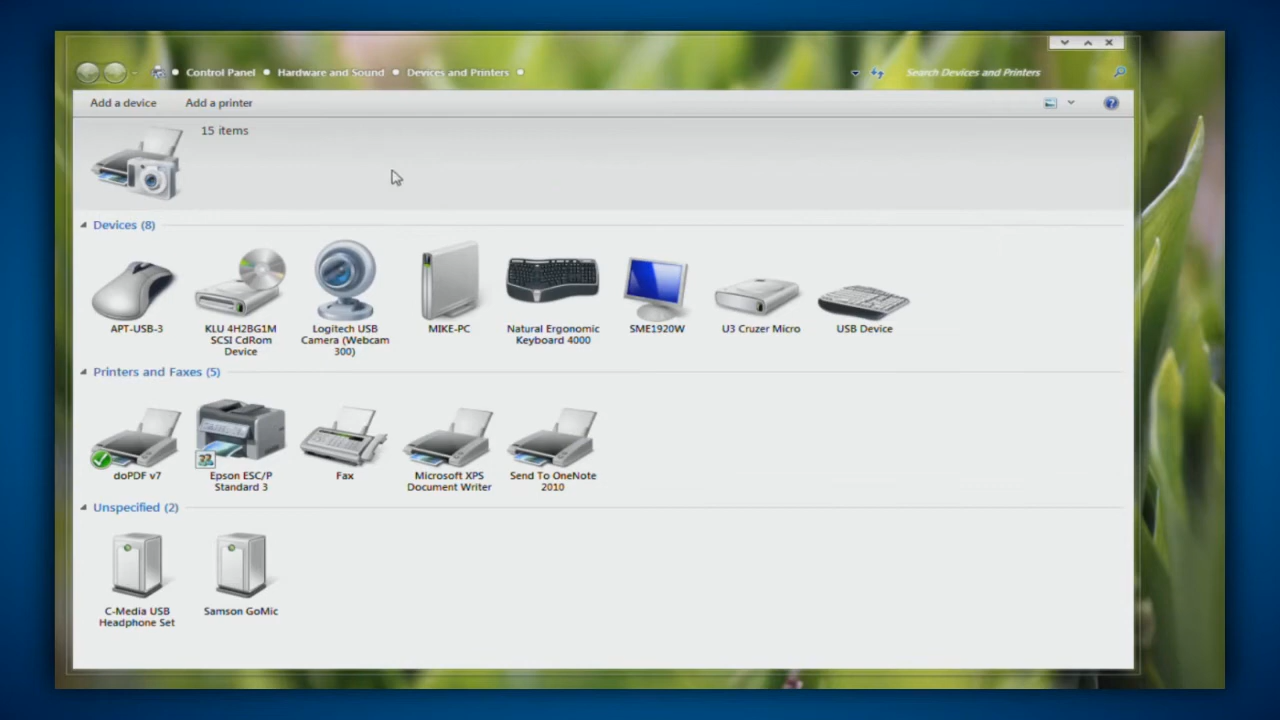 Control Panel Hardware and Sound Devices and Printers Search Devices and Printers
Add a device Add a printer
15 items
Devices (8)
APT-USB-3
KLU 4H2BG1M
SCSI CdRom
Device
Logitech USB
Camera (Webcam
300)
MIKE-PC
Natural Ergonomic
Keyboard 4000
SME1920W
U3 Cruzer Micro
USB Device
Printers and Faxes (5)
doPDF v7
Epson ESC/P
Standard 3
Fax
Microsoft XPS
Document Writer
Send To OneNote
2010
Unspecified (2)
C-Media USB
Headphone Set
Samson GoMic